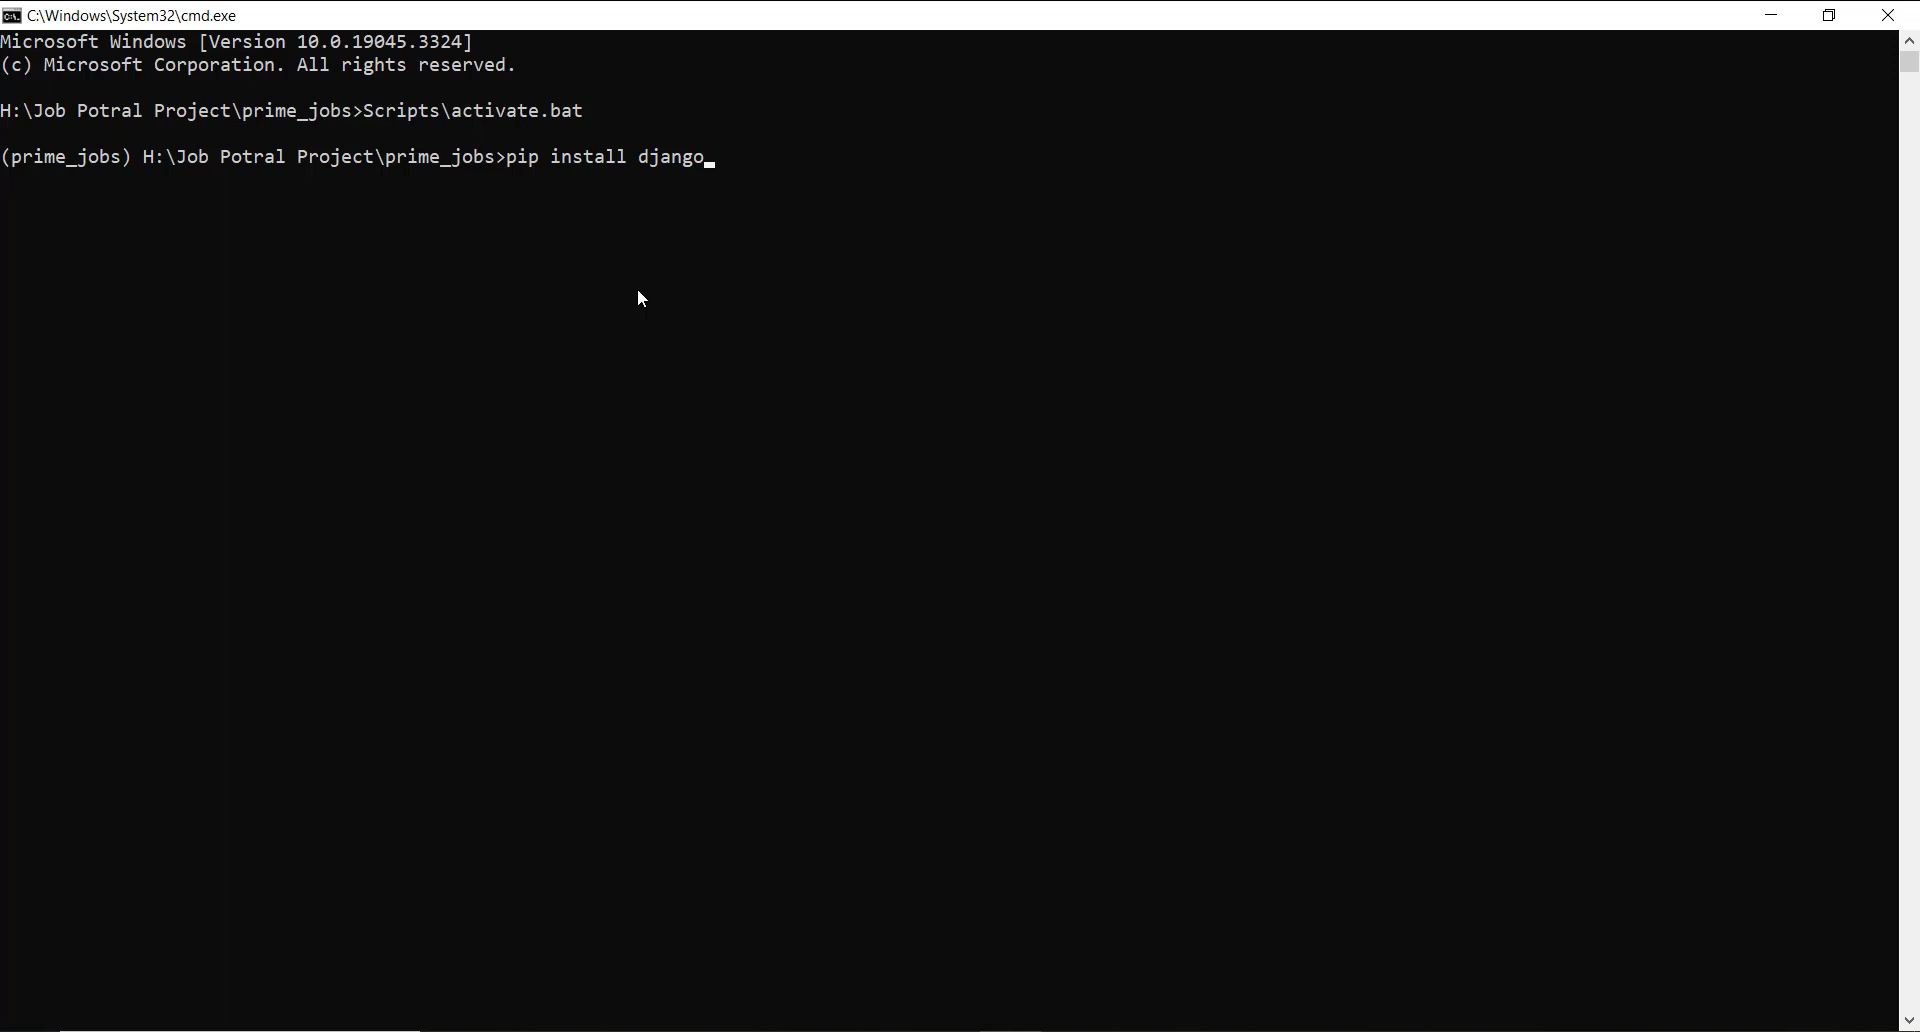 C:\Windows\System32\cmd.exe
Microsoft Windows [Version 10.0.19045.3324]
(c) Microsoft Corporation. All rights reserved.
H:\Job Potral Project\prime_jobs>Scripts\activate.bat
(prime_jobs) H:\Job Potral Project\prime_jobs>pip install django